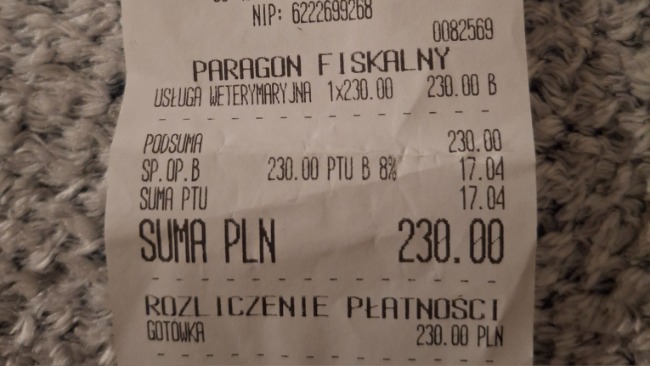 NIP: 6222699268
0082569
PARAGON FISKALNY
USŁUGA WETERYMARYJNA 1x230.00 230.00 B
PODSUMA 230.00
SP.OP.B 230.00 PTU B 8% 17.04
SUMA PTU 17.04
SUMA PLN 230.00
ROZLICZENIE PŁATNOŚCI
GOTÓWKA 230.00 PLN